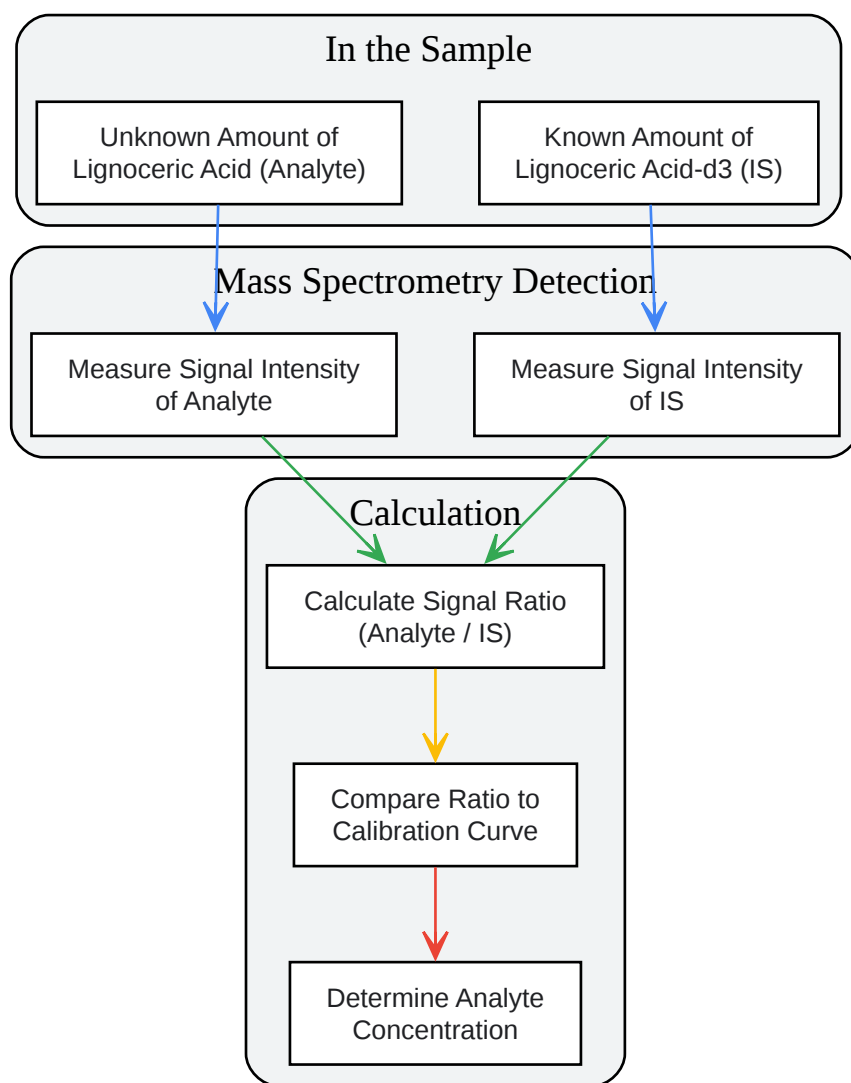 In the Sample
Unknown Amount of
Lignoceric Acid (Analyte)
Known Amount of
Lignoceric Acid-d3 (IS)
Mass Spectrometry Detection
Measure Signal Intensity
of Analyte
Measure Signal Intensity
of IS
Calculation
Calculate Signal Ratio
(Analyte / IS)
Compare Ratio to
Calibration Curve
Determine Analyte
Concentration